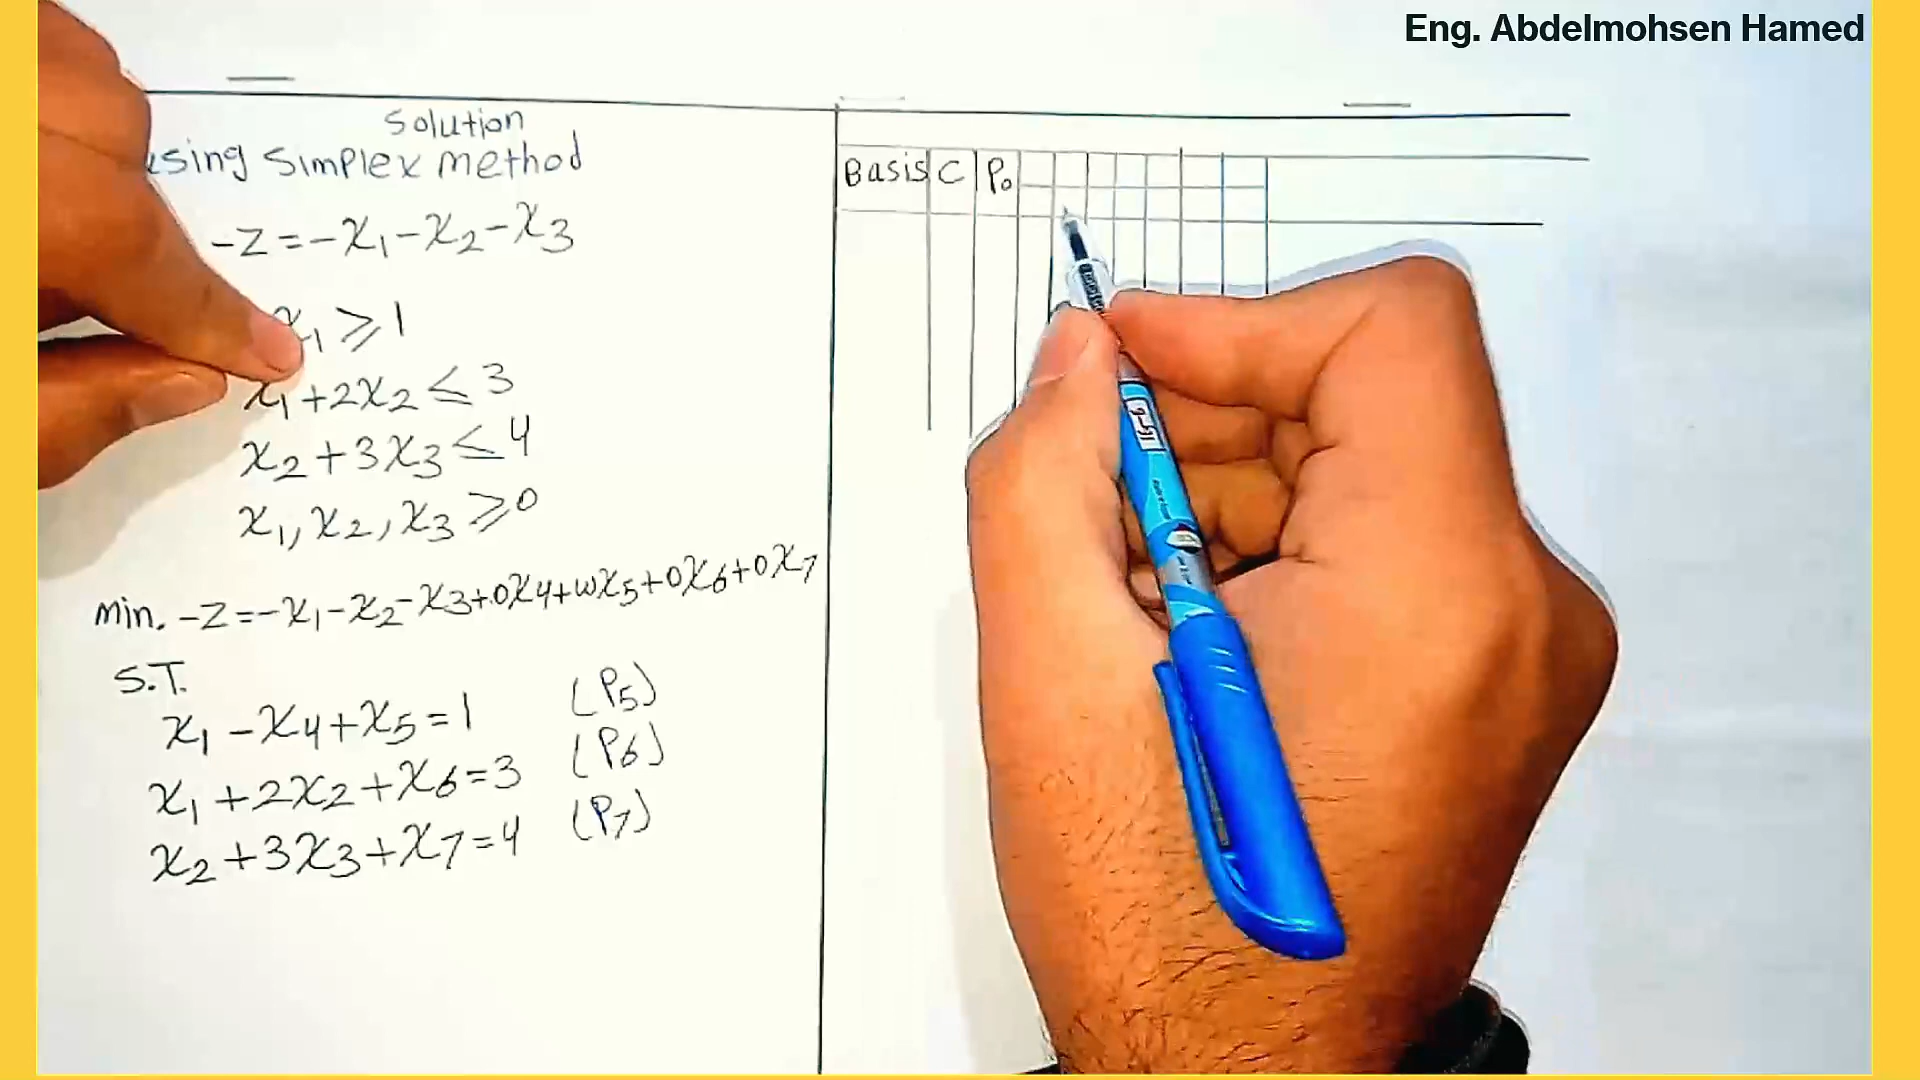 Eng. Abdelmohsen Hamed
Solution
using Simplex method
-Z=-x₁-x₂-x₃
x₁≥1
x₁+2x₂≤3
x₂+3x₃≤4
x₁,x₂,x₃≥0
min. -Z=-x₁-x₂-x₃+0x₄+wx₅+0x₆+0x₇
S.T.
x₁-x₄+x₅=1 (P₅)
x₁+2x₂+x₆=3 (P₆)
x₂+3x₃+x₇=4 (P₇)
Basis C P₀